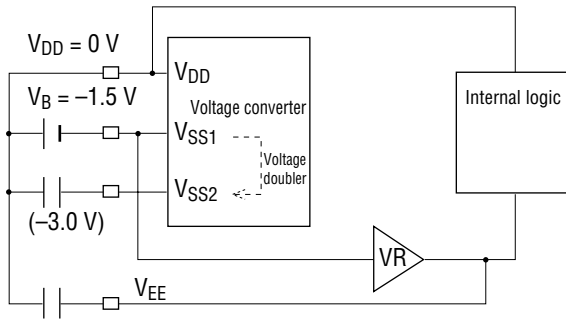 VDD = 0 V
VDD
VB = –1.5 V
Voltage converter
Internal logic
VSS1
Voltage
doubler
VSS2
(–3.0 V)
VR
VEE